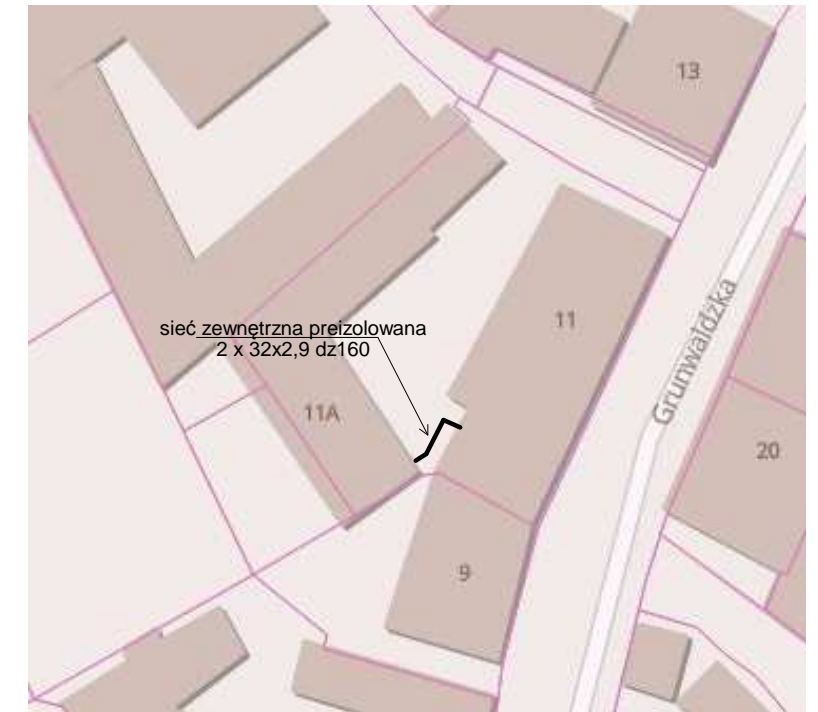 13
11
sieć zewnętrzna preizolowana
2 x 32x2,9 dz160
Grunwaldzka
11A
20
9